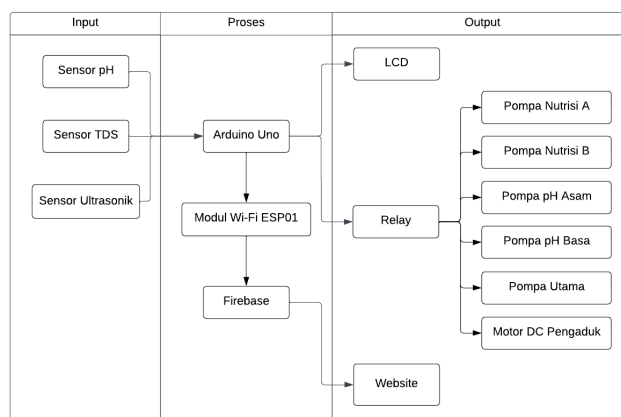 Input
Proses
Output
Sensor pH
Sensor TDS
Sensor Ultrasonik
Arduino Uno
Modul Wi-Fi ESP01
Firebase
LCD
Relay
Website
Pompa Nutrisi A
Pompa Nutrisi B
Pompa pH Asam
Pompa pH Basa
Pompa Utama
Motor DC Pengaduk